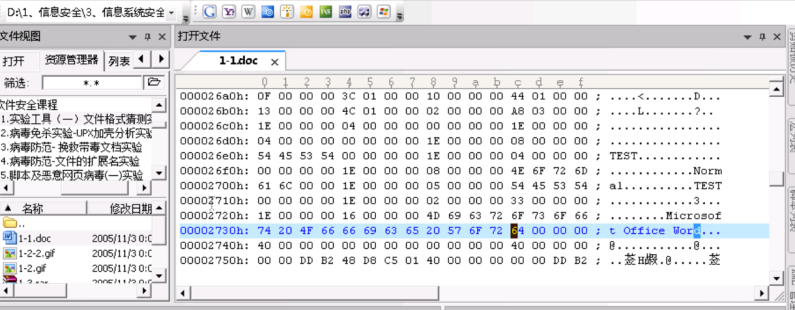 D:\1、信息安全\3、信息系统安全
文件视图
打开 资源管理器 列表
筛选: *.*
软件安全课程
1.实验工具（一）文件格式猜测
2.病毒免杀实验-UPX加壳分析实验
3.病毒防范- 挽救带毒文档实验
4.病毒防范-文件的扩展名实验
5.脚本及恶意网页病毒(一)实验
名称 修改日期
..
1-1.doc 2005/11/3 0:0
1-2-2.gif 2005/11/3 0:0
1-2.gif 2005/11/3 0:0
打开文件
1-1.doc
0 1 2 3 4 5 6 7 8 9 a b c d e f
000026a0h: 0F 00 00 00 3C 01 00 00 10 00 00 00 44 01 00 00 ; ....<.......D...
000026b0h: 13 00 00 00 4C 01 00 00 02 00 00 00 A8 03 00 00 ; ....L.......?..
000026c0h: 1E 00 00 00 04 00 00 00 00 00 00 00 1E 00 00 00 ; ................
000026d0h: 04 00 00 00 00 00 00 00 1E 00 00 00 08 00 00 00 ; ................
000026e0h: 54 45 53 54 00 00 00 00 1E 00 00 00 04 00 00 00 ; TEST............
000026f0h: 00 00 00 00 1E 00 00 00 08 00 00 00 4E 6F 72 6D ; ............Norm
00002700h: 61 6C 00 00 1E 00 00 00 05 00 00 00 54 45 53 54 ; al..........TEST
00002710h: 00 00 00 00 1E 00 00 00 02 00 00 00 33 00 00 00 ; ............3...
00002720h: 1E 00 00 00 16 00 00 00 4D 69 63 72 6F 73 6F 66 ; ........Microsof
00002730h: 74 20 4F 66 66 69 63 65 20 57 6F 72 64 00 00 00 ; t Office Word...
00002740h: 40 00 00 00 00 00 00 00 00 00 00 00 40 00 00 00 ; @...........@...
00002750h: 00 00 DD B2 48 D8 C5 01 40 00 00 00 00 00 DD B2 ;